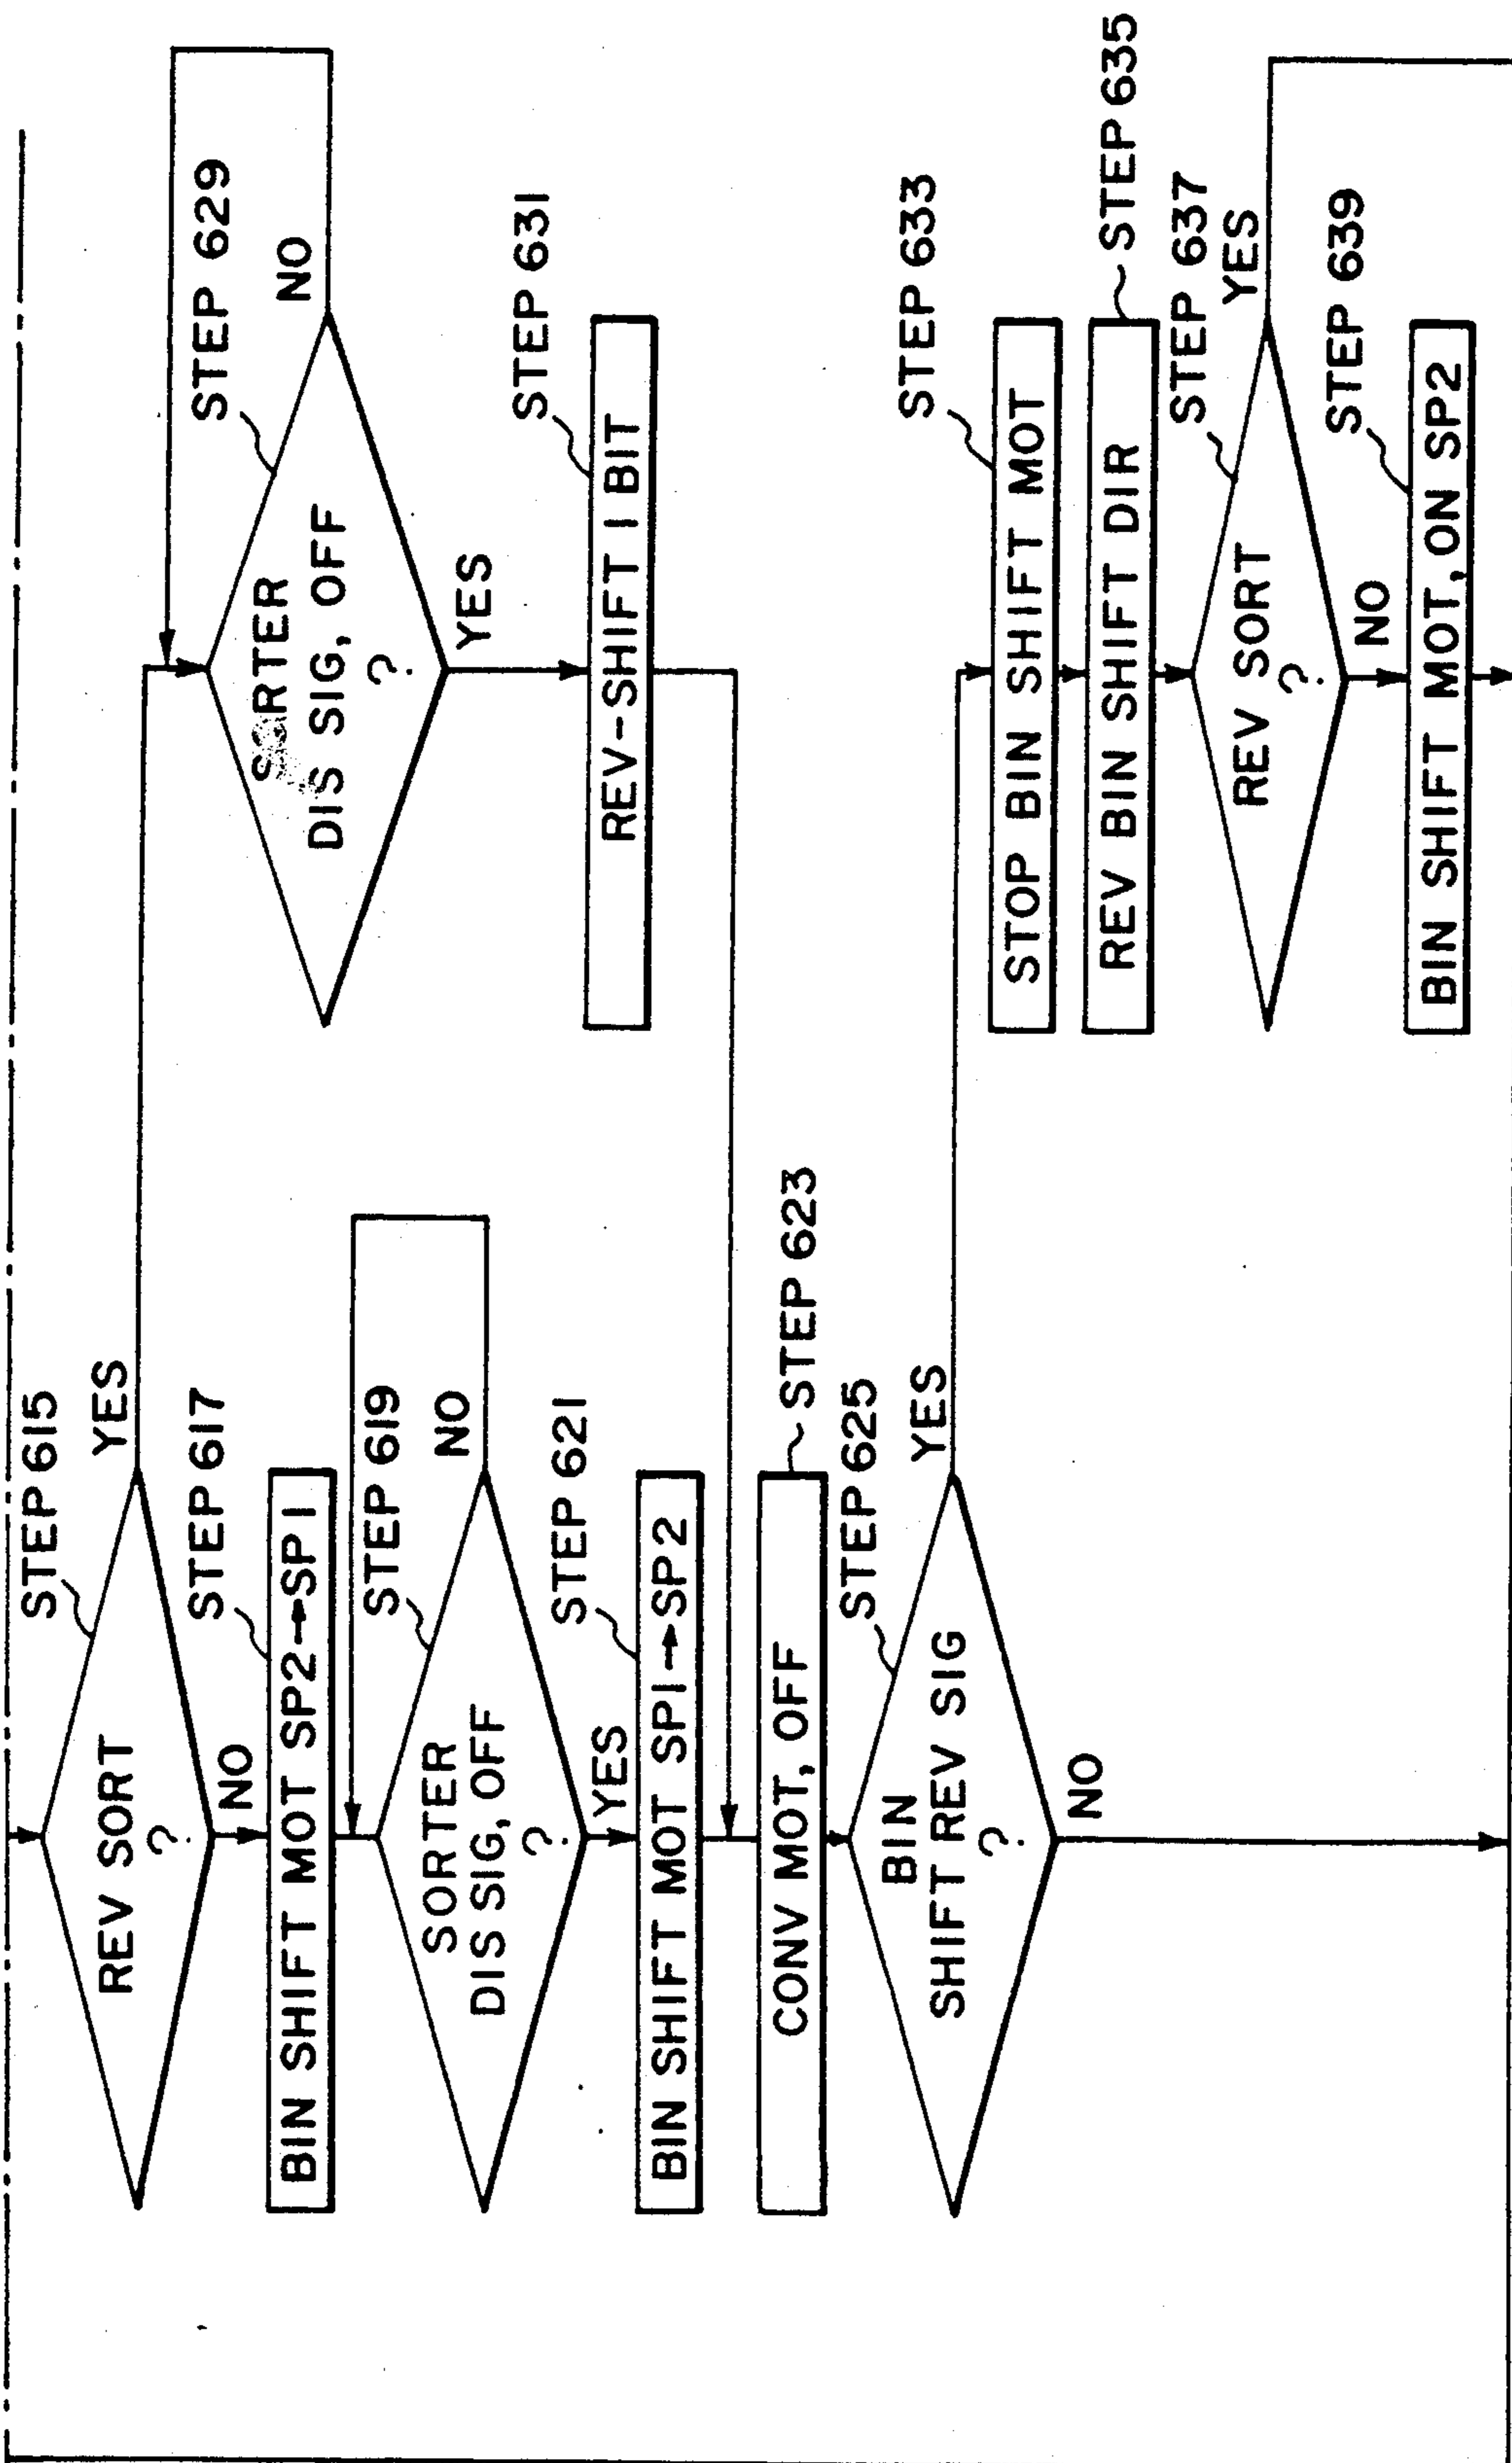 STEP 615
REV SORT
?
YES
NO
STEP 617
BIN SHIFT MOT SP2→SP1
STEP 619
SORTER
DIS SIG, OFF
?
NO
YES
STEP 621
BIN SHIFT MOT SP1→SP2
STEP 623
CONV MOT, OFF
STEP 625
BIN
SHIFT REV SIG
?
YES
NO
STEP 629
SORTER
DIS SIG, OFF
?
NO
YES
STEP 631
REV-SHIFT 1 BIT
STEP 633
STOP BIN SHIFT MOT
STEP 635
REV BIN SHIFT DIR
STEP 637
REV SORT
?
YES
NO
STEP 639
BIN SHIFT MOT, ON SP2